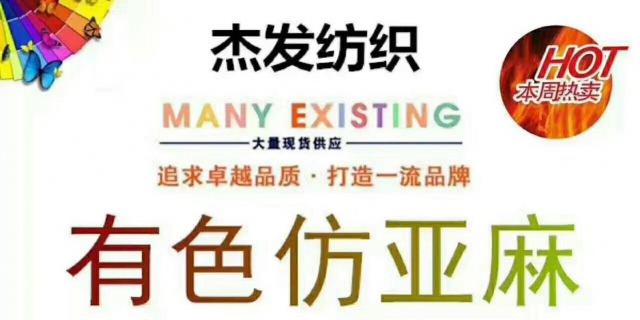 杰发纺织
HOT
本周热卖
MANY EXISTING
大量现货供应
追求卓越品质·打造一流品牌
有色仿亚麻